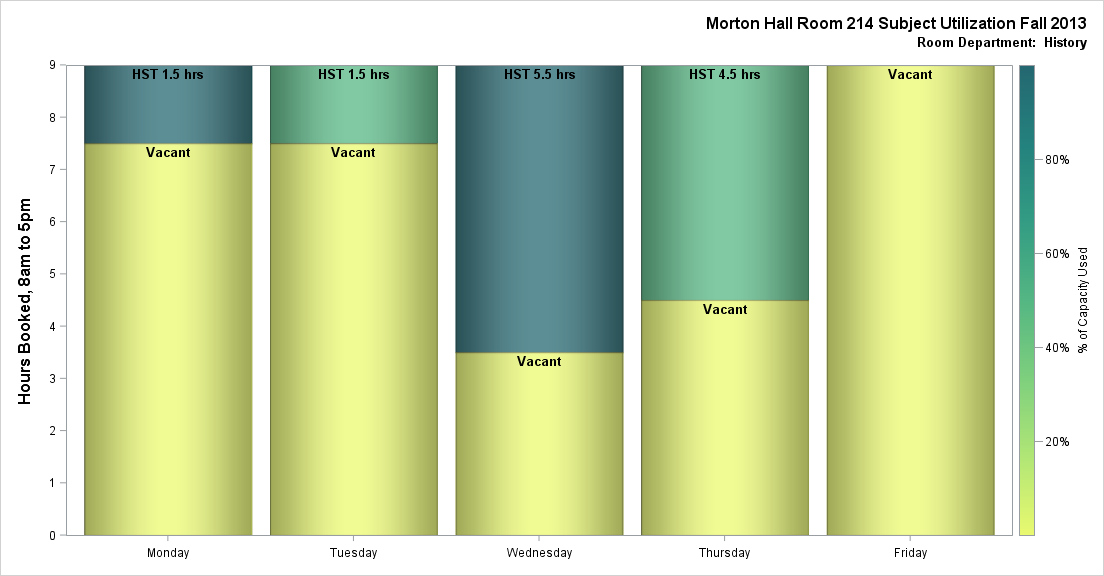 Morton Hall Room 214 Subject Utilization Fall 2013
Room Department:  History
Hours Booked, 8am to 5pm
9
8
7
6
5
4
3
2
1
0
HST 1.5 hrs
Vacant
HST 1.5 hrs
Vacant
HST 5.5 hrs
Vacant
HST 4.5 hrs
Vacant
Vacant
Monday
Tuesday
Wednesday
Thursday
Friday
80%
60%
40%
20%
% of Capacity Used